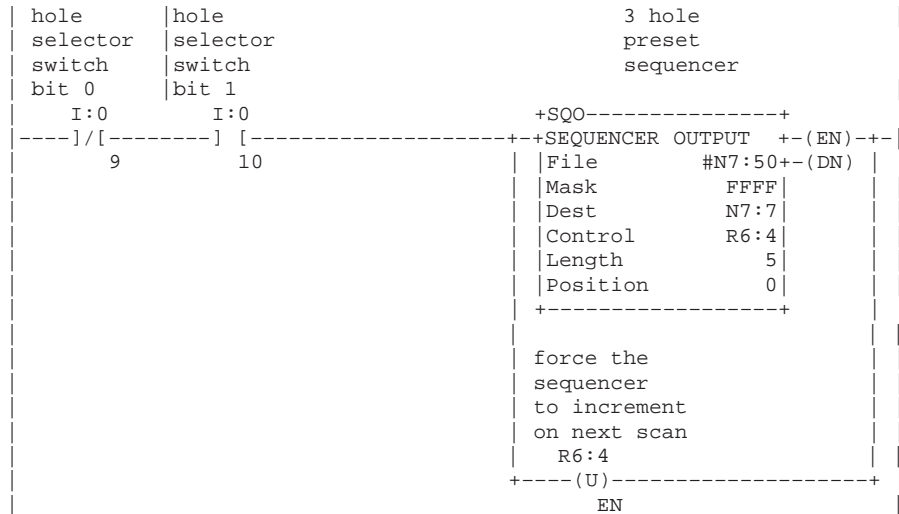 | hole      |hole                                  3 hole               |
| selector  |selector                              preset
| switch    |switch                                sequencer
| bit 0     |bit 1                                                      |
|    I:0         I:0                         +SQO---------------+
|----]/[--------] [--------------------+-+SEQUENCER OUTPUT  +-(EN)-+-|
|       9          10                    | |File        #N7:50+-(DN) |
|                                        | |Mask          FFFF|      |
|                                        | |Dest          N7:7|      |
|                                        | |Control       R6:4|      |
|                                        | |Length           5|      |
|                                        | |Position         0|      |
|                                        | +------------------+      |
|                                        |                           | |
|                                        | force the                 |
|                                        | sequencer                 |
|                                        | to increment              |
|                                        | on next scan              |
|                                        |   R6:4                    | |
|                                        +----(U)--------------------+
|                                              EN                      |